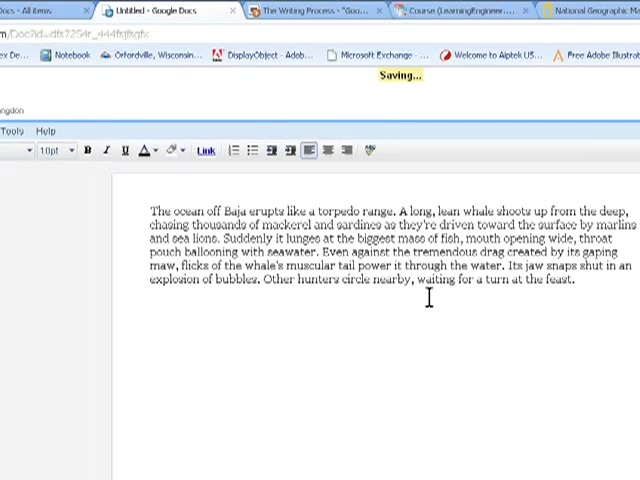 Docs - All items
Untitled - Google Docs
The Writing Process - "Goo...
Course (LearningEngineer....
National Geographic Ma
Notebook
Orfordville, Wisconsin...
DisplayObject - Adob...
Microsoft Exchange - ...
Welcome to Aiptek US...
Free Adobe Illustrat
Saving...
Tools Help
10pt B I U A Link
The ocean off Baja erupts like a torpedo range. A long, lean whale shoots up from the deep,
chasing thousands of mackerel and sardines as they're driven toward the surface by marlins
and sea lions. Suddenly it lunges at the biggest mass of fish, mouth opening wide, throat
pouch ballooning with seawater. Even against the tremendous drag created by its gaping
maw, flicks of the whale's muscular tail power it through the water. Its jaw snaps shut in an
explosion of bubbles. Other hunters circle nearby, waiting for a turn at the feast.